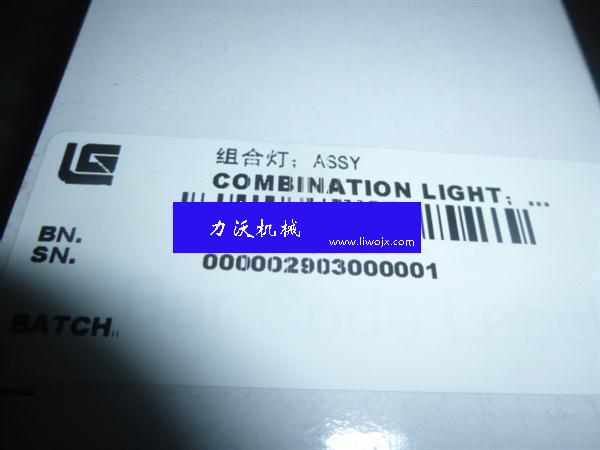 组合灯; ASSY
COMBINATION LIGHT; ...
力沃机械
www.liwojx.com
BN.
SN.
000002903000001
BATCH..